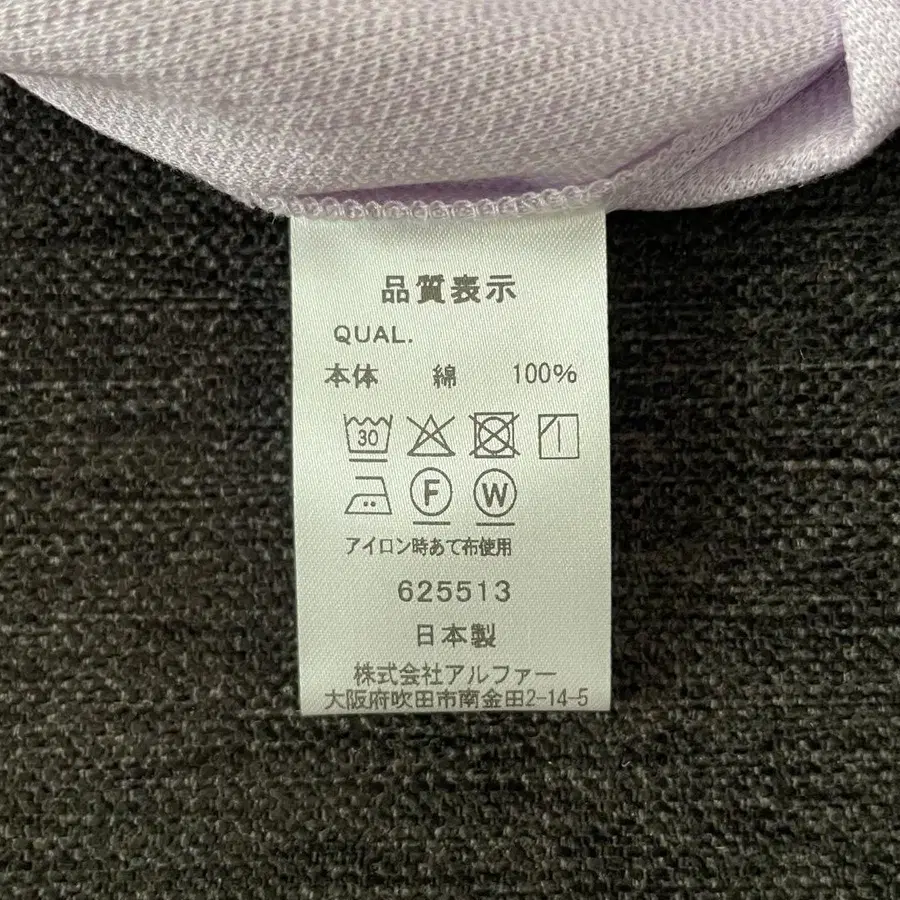 品質表示
QUAL.
本体 綿 100%
30
F W
アイロン時あて布使用
625513
日本製
株式会社アルファー
大阪府吹田市南金田2-14-5